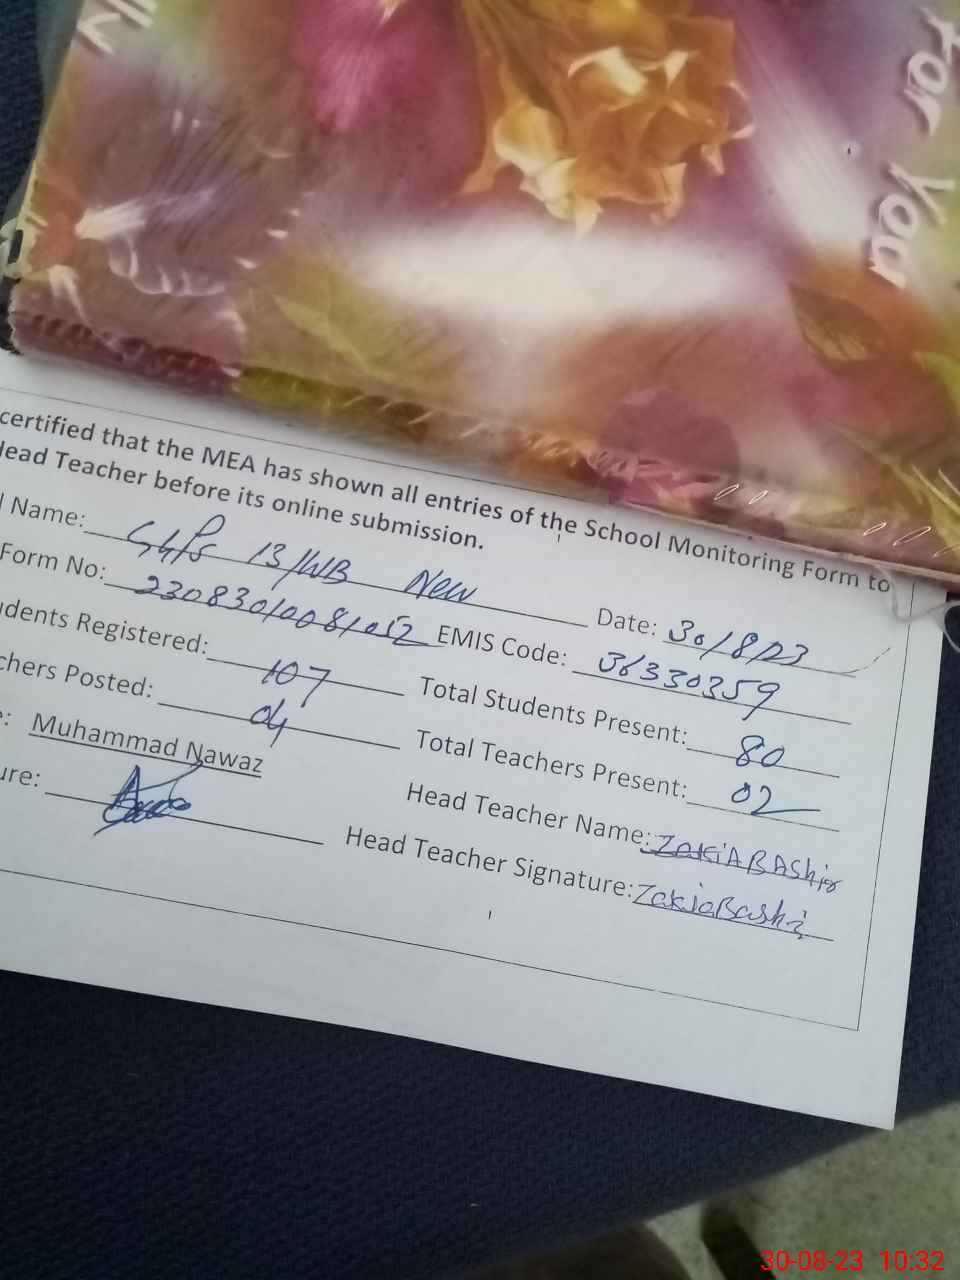 For You
certified that the MEA has shown all entries of the School Monitoring Form to
Head Teacher before its online submission.
l Name: GGPS 13/WB New Date: 30/8/23
Form No: EMIS Code: 36330359
udents Registered: 107 Total Students Present: 80
chers Posted: 04 Total Teachers Present: 02
e: Muhammad Nawaz Head Teacher Name: ZakiA BAShir
ure: Head Teacher Signature: Zakia Bashir
30-08-23 10:32